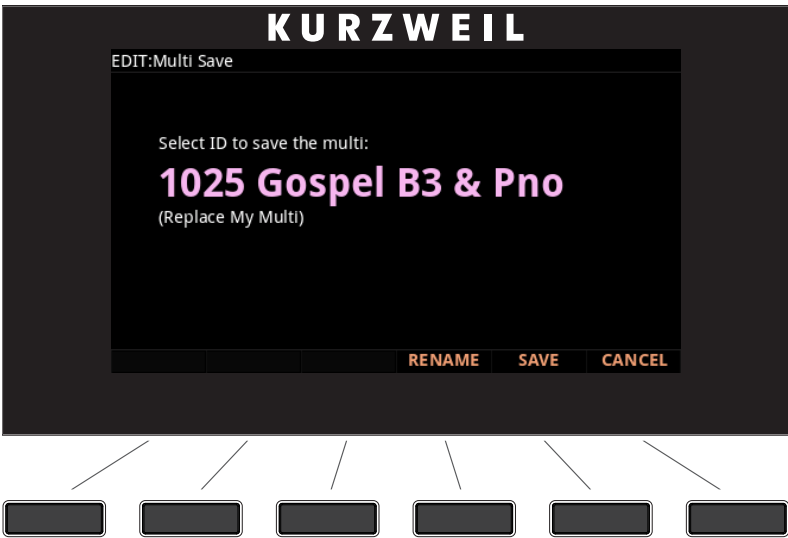 KURZWEIL
EDIT:Multi Save
Select ID to save the multi:
1025 Gospel B3 & Pno
(Replace My Multi)
RENAME SAVE CANCEL